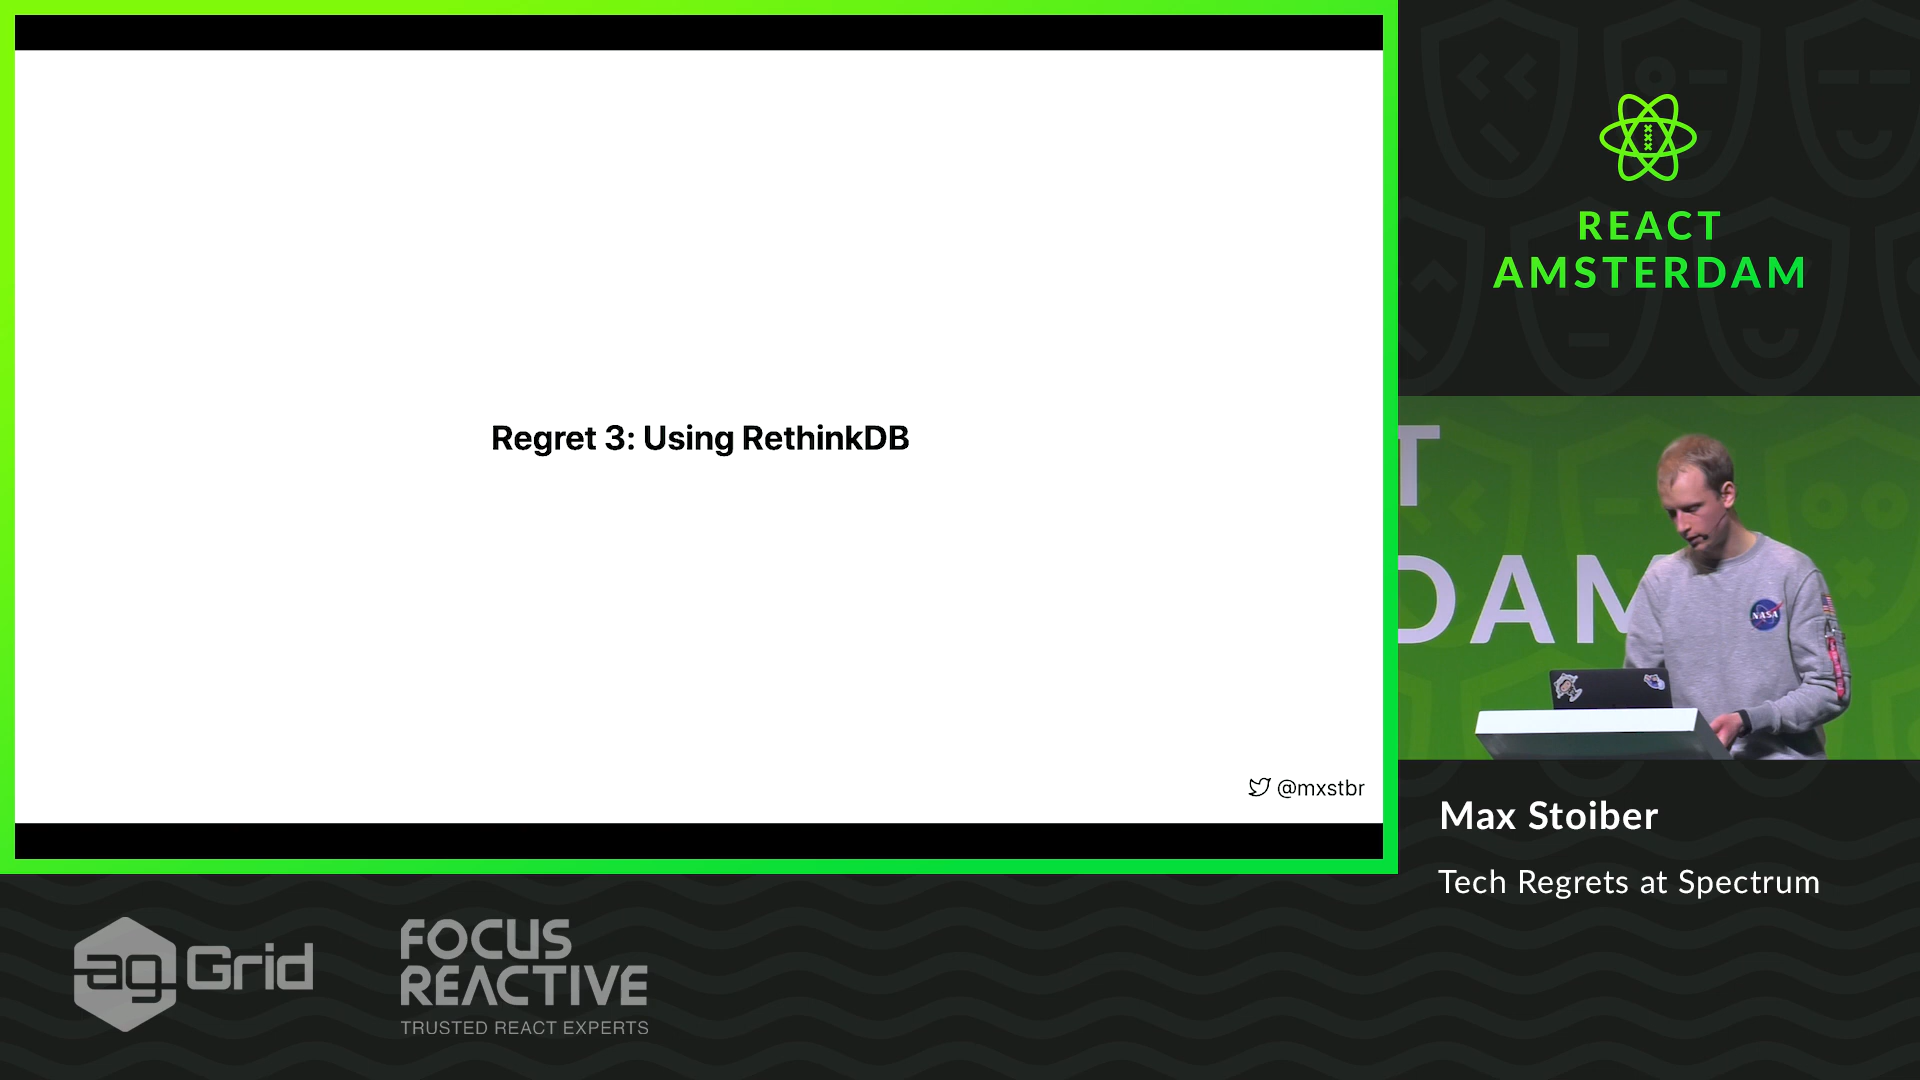 Regret 3: Using RethinkDB
@mxstbr
REACT
AMSTERDAM
T
DAM
NASA
Max Stoiber
Tech Regrets at Spectrum
ag Grid
FOCUS
REACTIVE
TRUSTED REACT EXPERTS